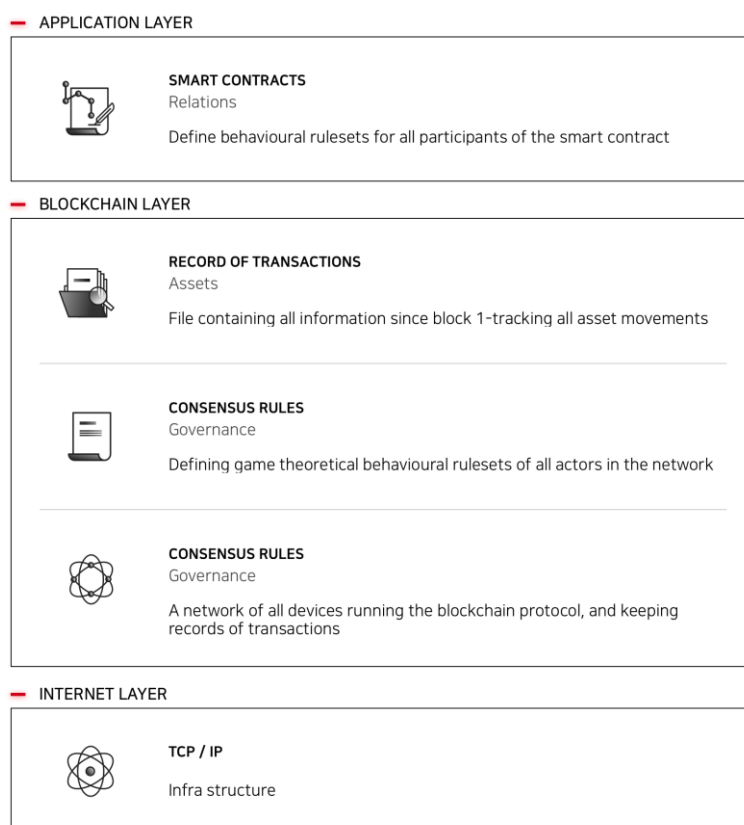 APPLICATION LAYER
SMART CONTRACTS
Relations
Define behavioural rulesets for all participants of the smart contract
BLOCKCHAIN LAYER
RECORD OF TRANSACTIONS
Assets
File containing all information since block 1-tracking all asset movements
CONSENSUS RULES
Governance
Defining game theoretical behavioural rulesets of all actors in the network
CONSENSUS RULES
Governance
A network of all devices running the blockchain protocol, and keeping
records of transactions
INTERNET LAYER
TCP / IP
Infra structure